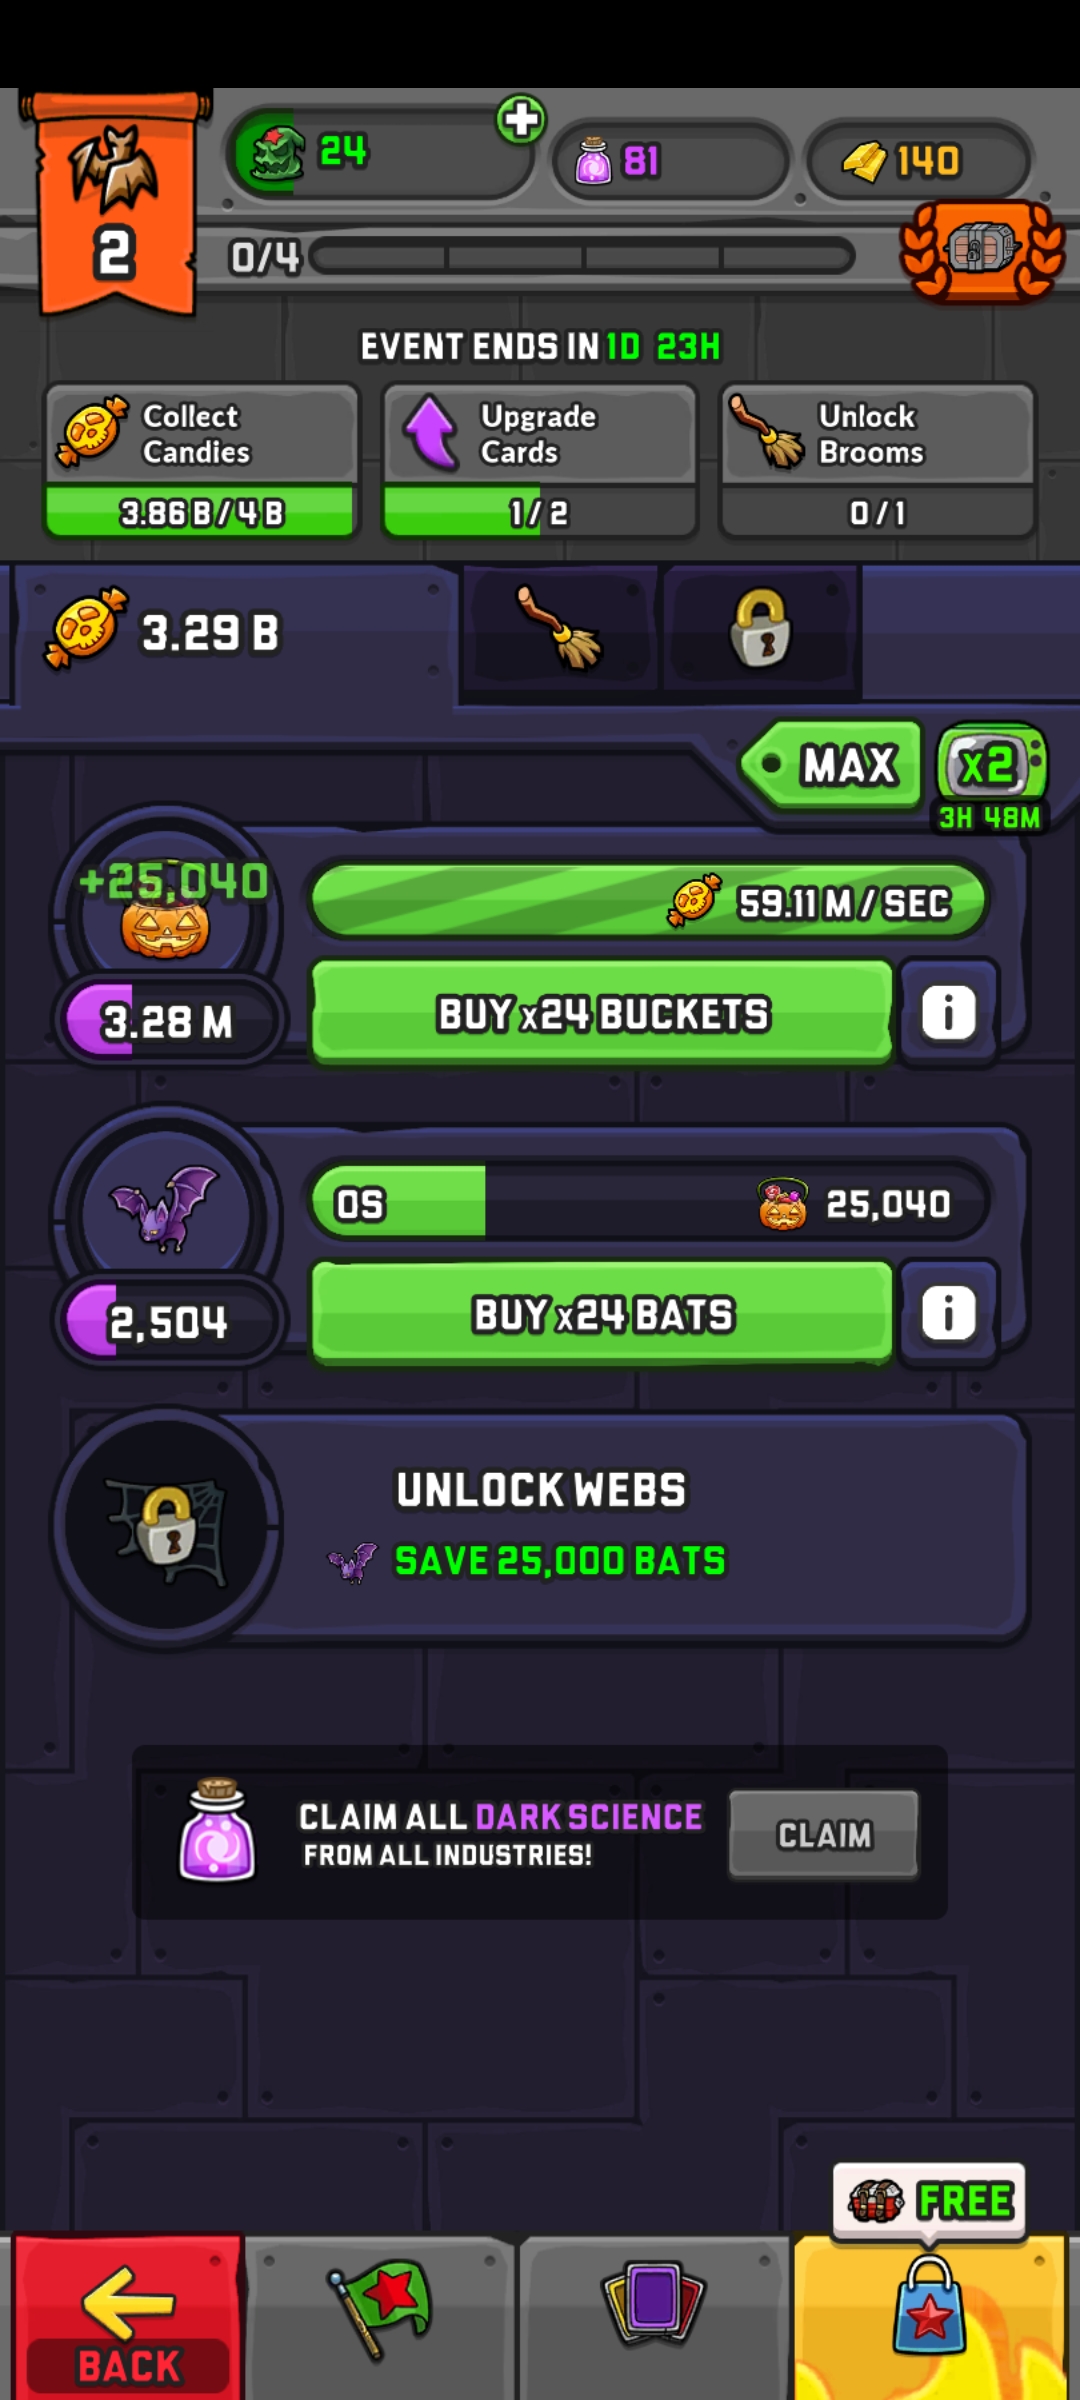 24
81
140
2
0/4
EVENT ENDS IN 1D 23H
Collect
Candies
3.86 B / 4 B
Upgrade
Cards
1 / 2
Unlock
Brooms
0 / 1
3.29 B
MAX
x2
3H 48M
+25,040
59.11 M / SEC
3.28 M
BUY x24 BUCKETS
i
0S
25,040
2,504
BUY x24 BATS
i
UNLOCK WEBS
SAVE 25,000 BATS
CLAIM ALL DARK SCIENCE
FROM ALL INDUSTRIES!
CLAIM
FREE
BACK